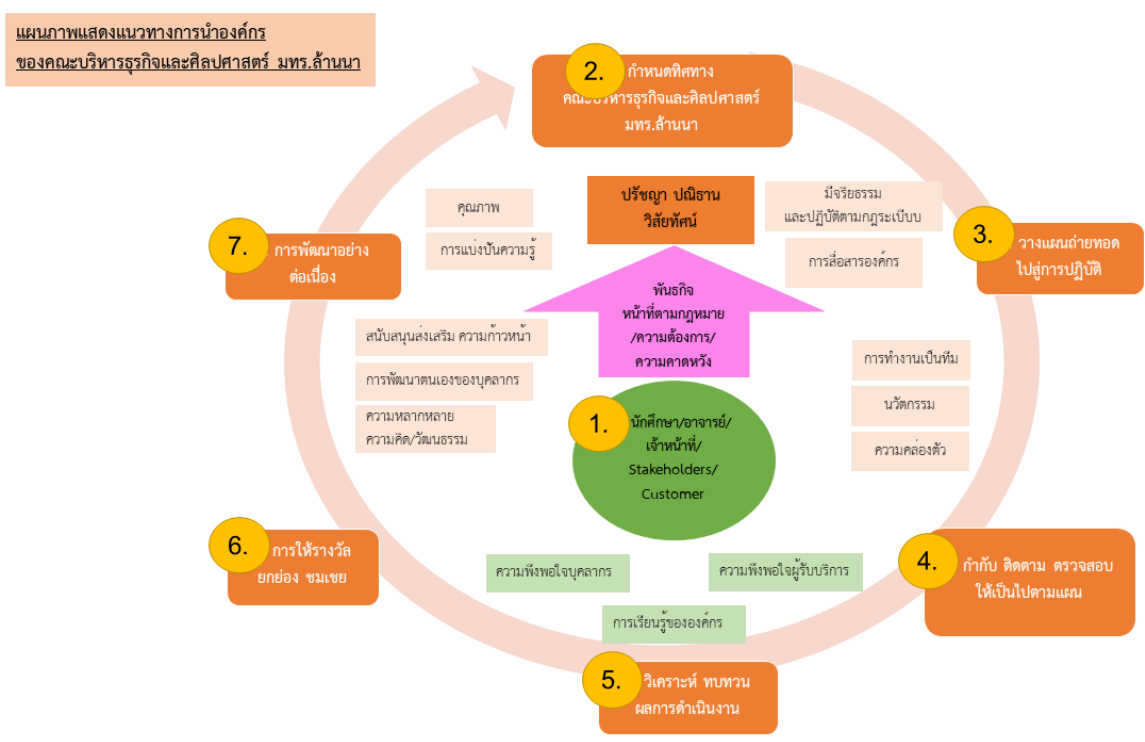 แผนภาพแสดงแนวทางการนำองค์กร
ของคณะบริหารธุรกิจและศิลปศาสตร์ มทร.ล้านนา
2.
กำหนดทิศทาง
คณะบริหารธุรกิจและศิลปศาสตร์
มทร.ล้านนา
ปรัชญา ปณิธาน
วิสัยทัศน์
มีจริยธรรม
และปฏิบัติตามกฎระเบียบ
การสื่อสารองค์กร
คุณภาพ
การแบ่งปันความรู้
3.
วางแผนถ่ายทอด
ไปสู่การปฏิบัติ
7.
การพัฒนาอย่าง
ต่อเนื่อง
พันธกิจ
หน้าที่ตามกฎหมาย
/ความต้องการ/
ความคาดหวัง
สนับสนุนส่งเสริม ความก้าวหน้า
การพัฒนาตนเองของบุคลากร
ความหลากหลาย
ความคิด/วัฒนธรรม
การทำงานเป็นทีม
นวัตกรรม
ความคล่องตัว
1.
นักศึกษา/อาจารย์/
เจ้าหน้าที่/
Stakeholders/
Customer
6.
การให้รางวัล
ยกย่อง ชมเชย
ความพึงพอใจบุคลากร
ความพึงพอใจผู้รับบริการ
การเรียนรู้ขององค์กร
4.
กำกับ ติดตาม ตรวจสอบ
ให้เป็นไปตามแผน
5.
วิเคราะห์ ทบทวน
ผลการดำเนินงาน